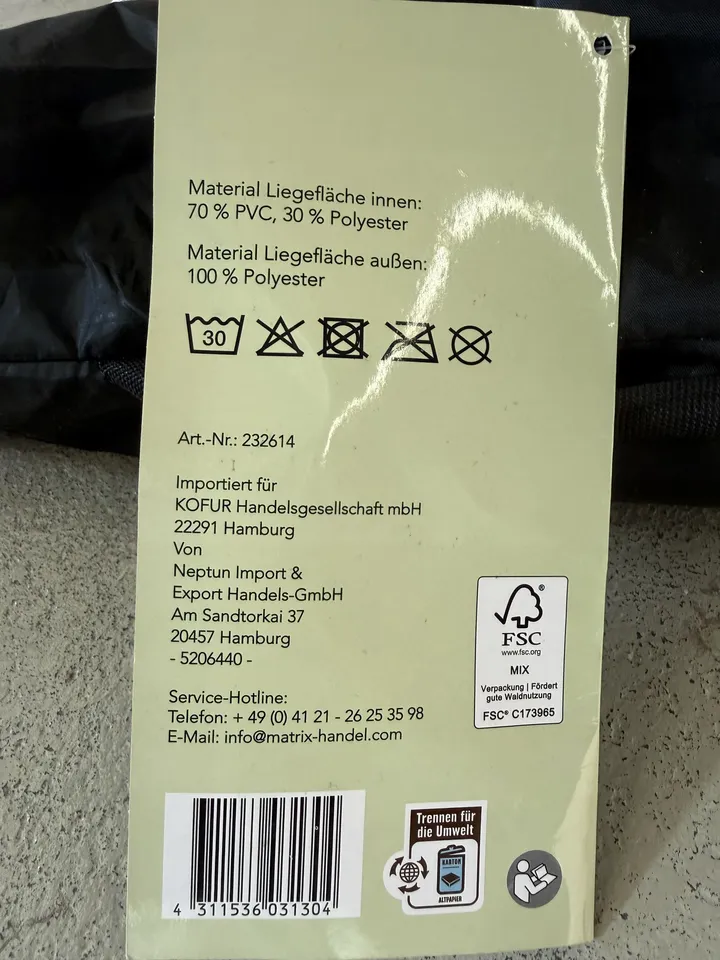 Material Liegefläche innen:
70 % PVC, 30 % Polyester
Material Liegefläche außen:
100 % Polyester
30
Art.-Nr.: 232614
Importiert für
KOFUR Handelsgesellschaft mbH
22291 Hamburg
Von
Neptun Import &
Export Handels-GmbH
Am Sandtorkai 37
20457 Hamburg
- 5206440 -
Service-Hotline:
Telefon: + 49 (0) 41 21 - 26 25 35 98
E-Mail: info@matrix-handel.com
FSC
www.fsc.org
MIX
Verpackung | Fördert
gute Waldnutzung
FSC® C173965
4 311536 031304
Trennen für
die Umwelt
KARTON
ALTPAPIER